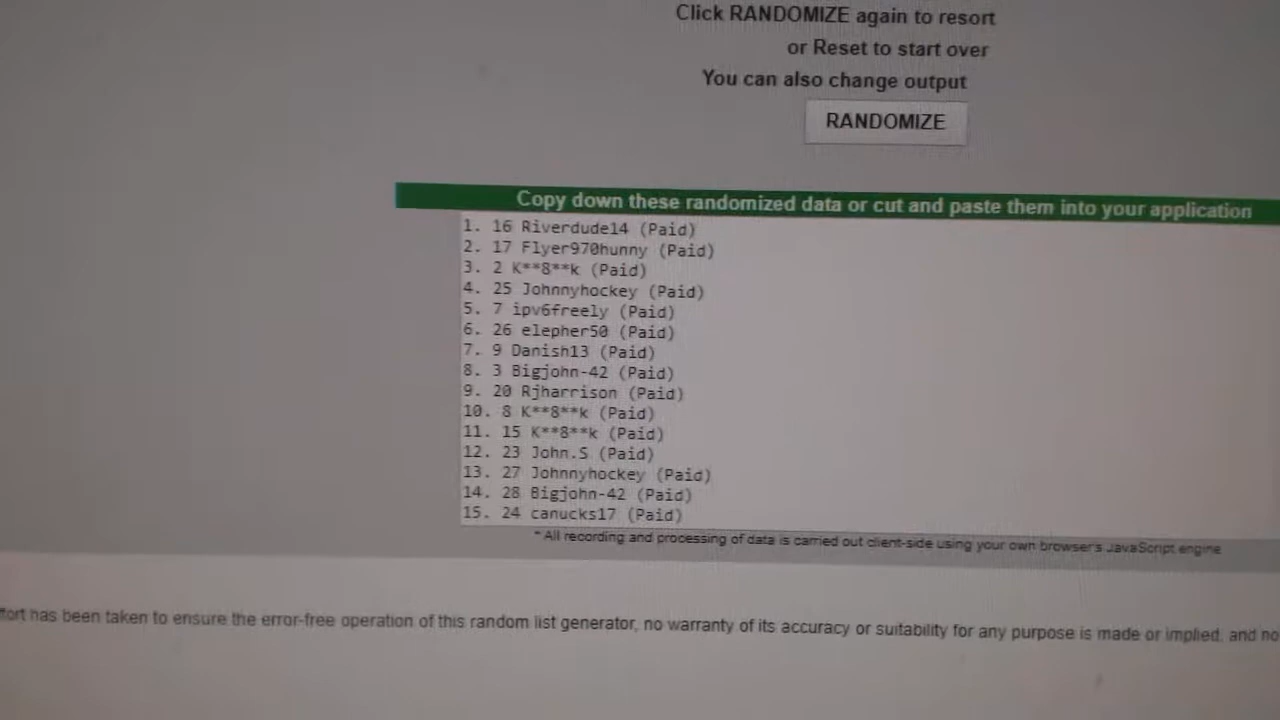 Click RANDOMIZE again to resort
or Reset to start over
You can also change output
RANDOMIZE
Copy down these randomized data or cut and paste them into your application
1. 16 Riverdude14 (Paid)
2. 17 Flyer970hunny (Paid)
3. 2 K**8**k (Paid)
4. 25 Johnnyhockey (Paid)
5. 7 ipv6freely (Paid)
6. 26 elepher50 (Paid)
7. 9 Danish13 (Paid)
8. 3 Bigjohn-42 (Paid)
9. 20 Rjharrison (Paid)
10. 8 K**8**k (Paid)
11. 15 K**8**k (Paid)
12. 23 John.S (Paid)
13. 27 Johnnyhockey (Paid)
14. 28 Bigjohn-42 (Paid)
15. 24 canucks17 (Paid)
* All recording and processing of data is carried out client-side using your own browser's JavaScript engine
has been taken to ensure the error-free operation of this random list generator, no warranty of its accuracy or suitability for any purpose is made or implied, and no